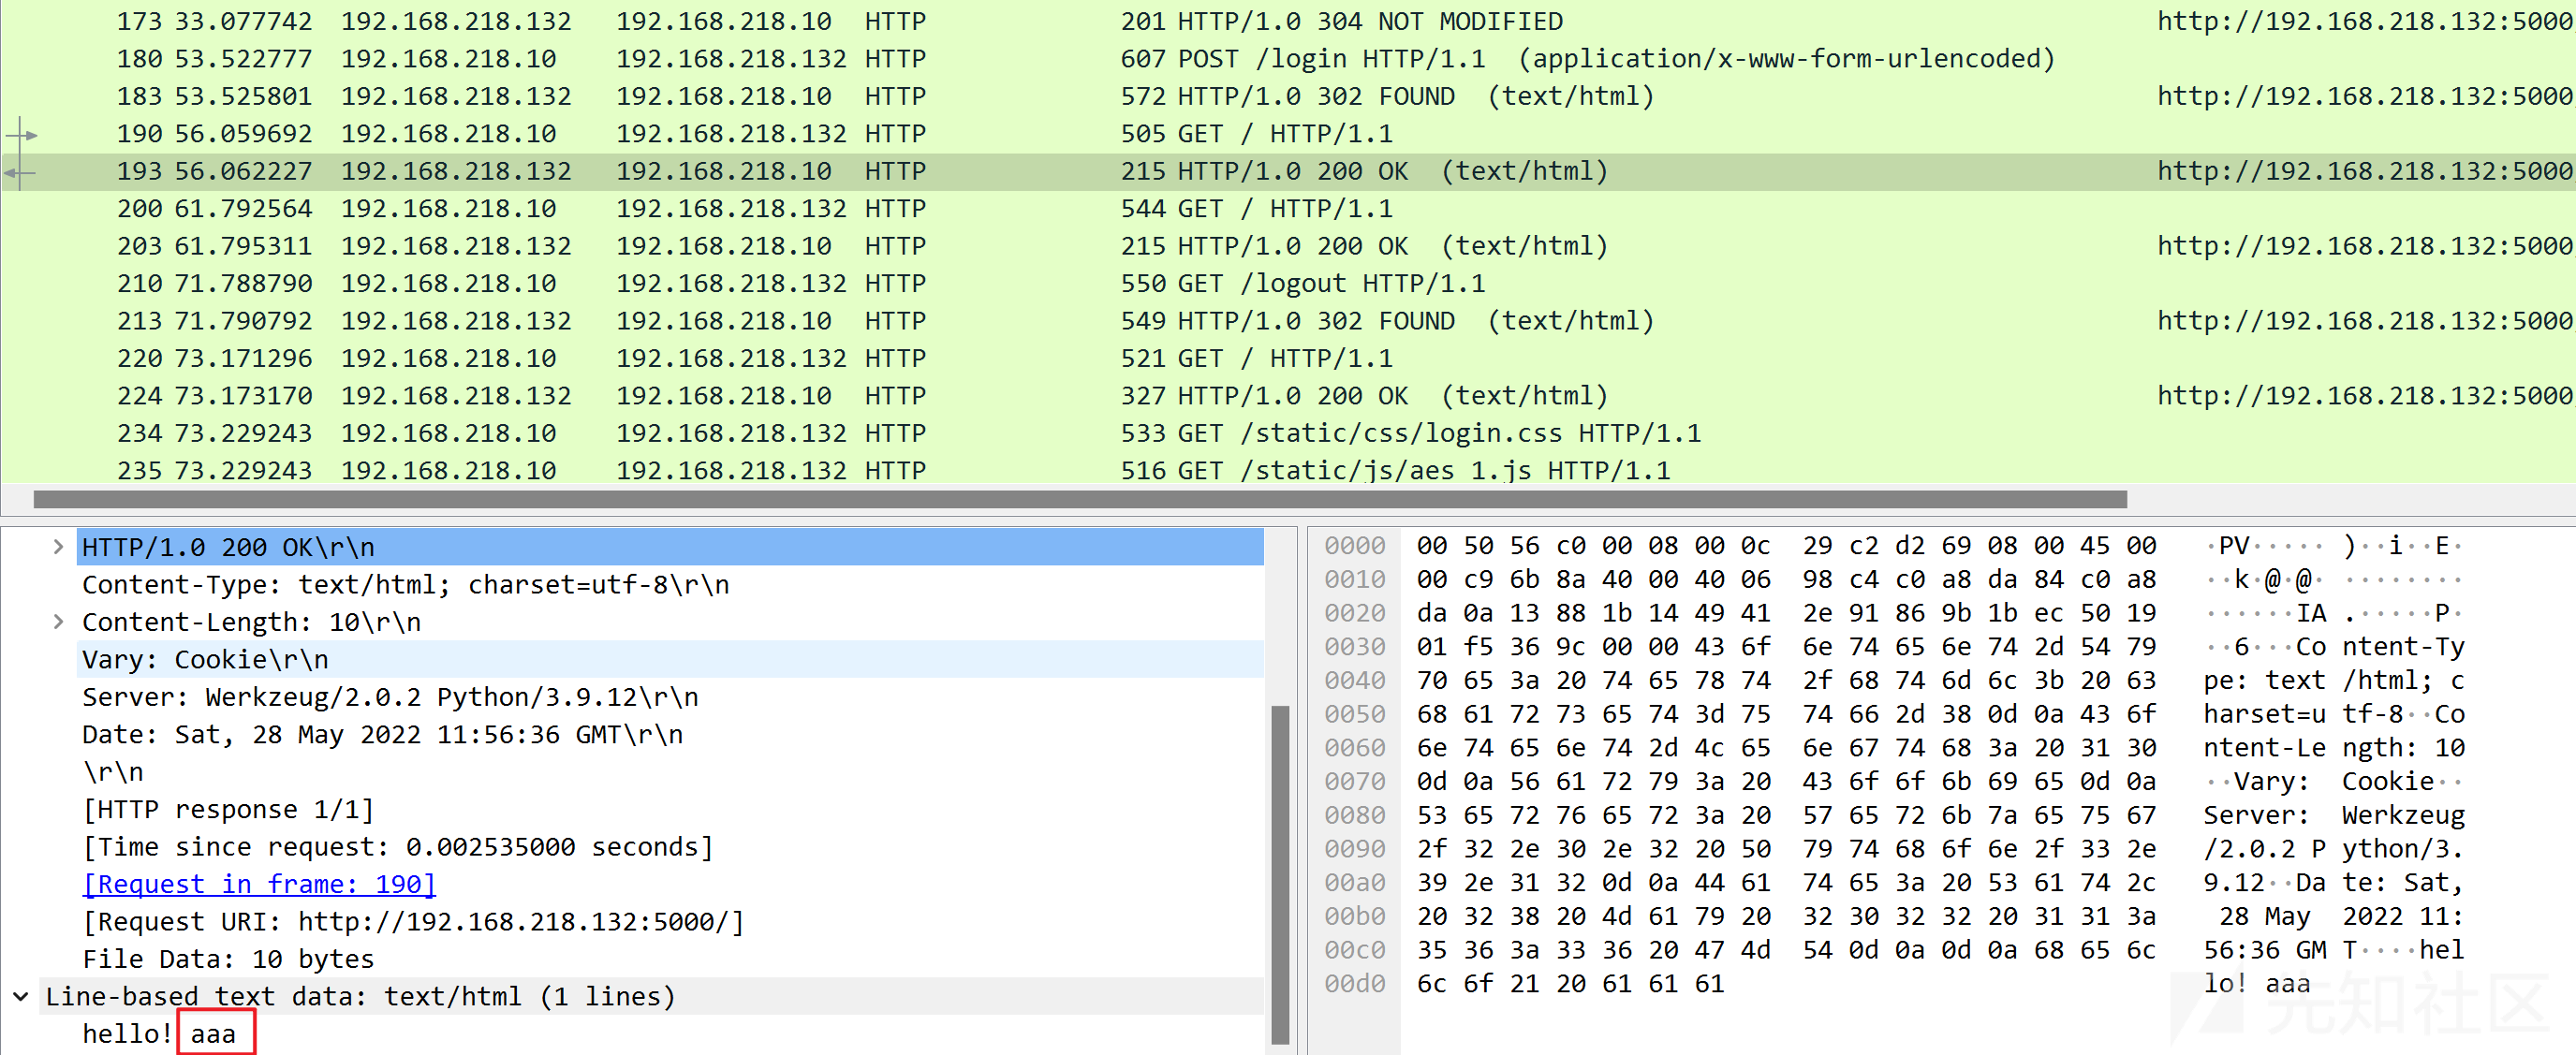 173 33.077742 192.168.218.132 192.168.218.10 HTTP 201 HTTP/1.0 304 NOT MODIFIED http://192.168.218.132:5000
180 53.522777 192.168.218.10 192.168.218.132 HTTP 607 POST /login HTTP/1.1 (application/x-www-form-urlencoded)
183 53.525801 192.168.218.132 192.168.218.10 HTTP 572 HTTP/1.0 302 FOUND (text/html) http://192.168.218.132:5000
190 56.059692 192.168.218.10 192.168.218.132 HTTP 505 GET / HTTP/1.1
193 56.062227 192.168.218.132 192.168.218.10 HTTP 215 HTTP/1.0 200 OK (text/html) http://192.168.218.132:5000
200 61.792564 192.168.218.10 192.168.218.132 HTTP 544 GET / HTTP/1.1
203 61.795311 192.168.218.132 192.168.218.10 HTTP 215 HTTP/1.0 200 OK (text/html) http://192.168.218.132:5000
210 71.788790 192.168.218.10 192.168.218.132 HTTP 550 GET /logout HTTP/1.1
213 71.790792 192.168.218.132 192.168.218.10 HTTP 549 HTTP/1.0 302 FOUND (text/html) http://192.168.218.132:5000
220 73.171296 192.168.218.10 192.168.218.132 HTTP 521 GET / HTTP/1.1
224 73.173170 192.168.218.132 192.168.218.10 HTTP 327 HTTP/1.0 200 OK (text/html) http://192.168.218.132:5000
234 73.229243 192.168.218.10 192.168.218.132 HTTP 533 GET /static/css/login.css HTTP/1.1
235 73.229243 192.168.218.10 192.168.218.132 HTTP 516 GET /static/js/aes_1.js HTTP/1.1
HTTP/1.0 200 OK\r\n
Content-Type: text/html; charset=utf-8\r\n
Content-Length: 10\r\n
Vary: Cookie\r\n
Server: Werkzeug/2.0.2 Python/3.9.12\r\n
Date: Sat, 28 May 2022 11:56:36 GMT\r\n
\r\n
[HTTP response 1/1]
[Time since request: 0.002535000 seconds]
[Request in frame: 190]
[Request URI: http://192.168.218.132:5000/]
File Data: 10 bytes
Line-based text data: text/html (1 lines)
hello! aaa
0000 00 50 56 c0 00 08 00 0c 29 c2 d2 69 08 00 45 00 ·PV····· )··i··E·
0010 00 c9 6b 8a 40 00 40 06 98 c4 c0 a8 da 84 c0 a8 ··k·@·@· ········
0020 da 0a 13 88 1b 14 49 41 2e 91 86 9b 1b ec 50 19 ······IA .·····P·
0030 01 f5 36 9c 00 00 43 6f 6e 74 65 6e 74 2d 54 79 ··6···Co ntent-Ty
0040 70 65 3a 20 74 65 78 74 2f 68 74 6d 6c 3b 20 63 pe: text /html; c
0050 68 61 72 73 65 74 3d 75 74 66 2d 38 0d 0a 43 6f harset=u tf-8··Co
0060 6e 74 65 6e 74 2d 4c 65 6e 67 74 68 3a 20 31 30 ntent-Le ngth: 10
0070 0d 0a 56 61 72 79 3a 20 43 6f 6f 6b 69 65 0d 0a ··Vary:  Cookie··
0080 53 65 72 76 65 72 3a 20 57 65 72 6b 7a 65 75 67 Server:  Werkzeug
0090 2f 32 2e 30 2e 32 20 50 79 74 68 6f 6e 2f 33 2e /2.0.2 P ython/3.
00a0 39 2e 31 32 0d 0a 44 61 74 65 3a 20 53 61 74 2c 9.12··Da te: Sat,
00b0 20 32 38 20 4d 61 79 20 32 30 32 32 20 31 31 3a 28 May  2022 11:
00c0 35 36 3a 33 36 20 47 4d 54 0d 0a 0d 0a 68 65 6c 56:36 GM T····hel
00d0 6c 6f 21 20 61 61 61 lo! aaa
先知社区